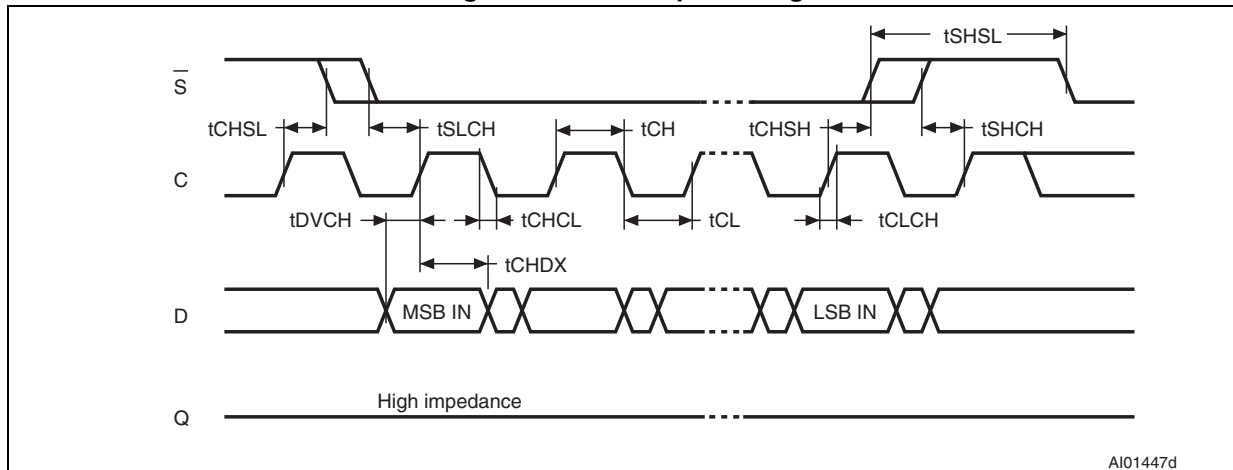 tSHSL
S
tCHSL
tSLCH
tCH
tCHSH
tSHCH
C
tDVCH
tCHCL
tCL
tCLCH
tCHDX
D
MSB IN
LSB IN
High impedance
Q
AI01447d